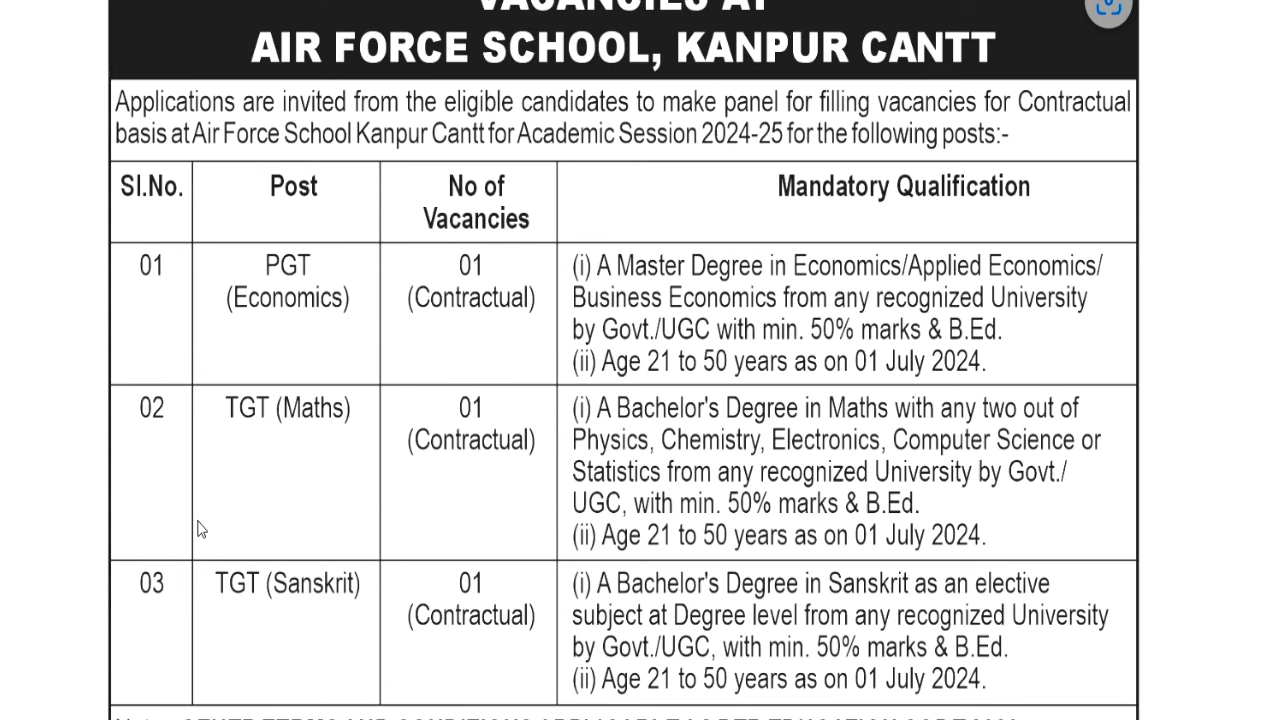 VACANCIES AT
AIR FORCE SCHOOL, KANPUR CANTT
Applications are invited from the eligible candidates to make panel for filling vacancies for Contractual
basis at Air Force School Kanpur Cantt for Academic Session 2024-25 for the following posts:-
Sl.No. Post No of Mandatory Qualification
Vacancies
01 PGT 01 (i) A Master Degree in Economics/Applied Economics/
(Economics) (Contractual) Business Economics from any recognized University
by Govt./UGC with min. 50% marks & B.Ed.
(ii) Age 21 to 50 years as on 01 July 2024.
02 TGT (Maths) 01 (i) A Bachelor's Degree in Maths with any two out of
(Contractual) Physics, Chemistry, Electronics, Computer Science or
Statistics from any recognized University by Govt./
UGC, with min. 50% marks & B.Ed.
(ii) Age 21 to 50 years as on 01 July 2024.
03 TGT (Sanskrit) 01 (i) A Bachelor's Degree in Sanskrit as an elective
(Contractual) subject at Degree level from any recognized University
by Govt./UGC, with min. 50% marks & B.Ed.
(ii) Age 21 to 50 years as on 01 July 2024.